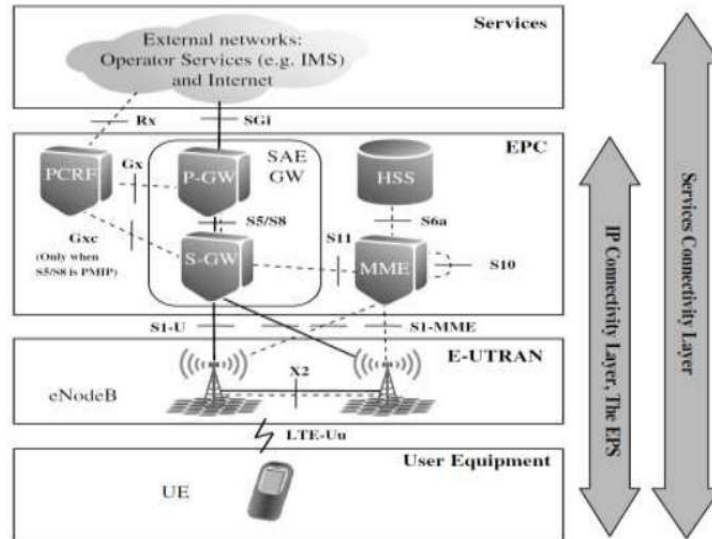 Services
External networks:
Operator Services (e.g. IMS)
and Internet
Rx
SGi
EPC
SAE
GW
PCRF
Gx
P-GW
HSS
S5/S8
S6a
Gxc
(Only when
S5/S8 is PMIP)
S-GW
S11
MME
S10
S1-U
S1-MME
E-UTRAN
X2
eNodeB
LTE-Uu
User Equipment
UE
IP Connectivity Layer, The EPS
Services Connectivity Layer